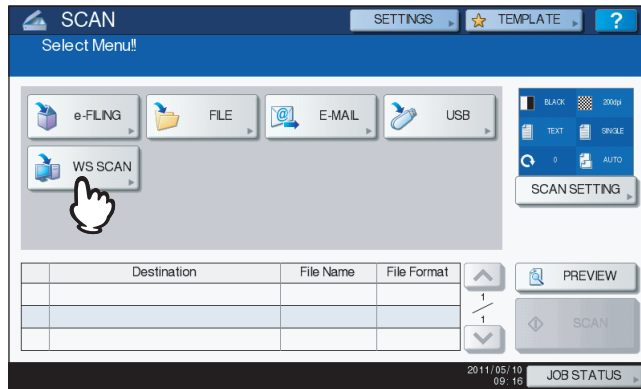 SCAN
SETTINGS
TEMPLATE
?
Select Menu!!
e-FILING
FILE
E-MAIL
USB
WS SCAN
BLACK
200dpi
TEXT
SINGLE
0
AUTO
SCAN SETTING
Destination
File Name
File Format
1
1
PREVIEW
SCAN
2011/05/10
09:16
JOB STATUS